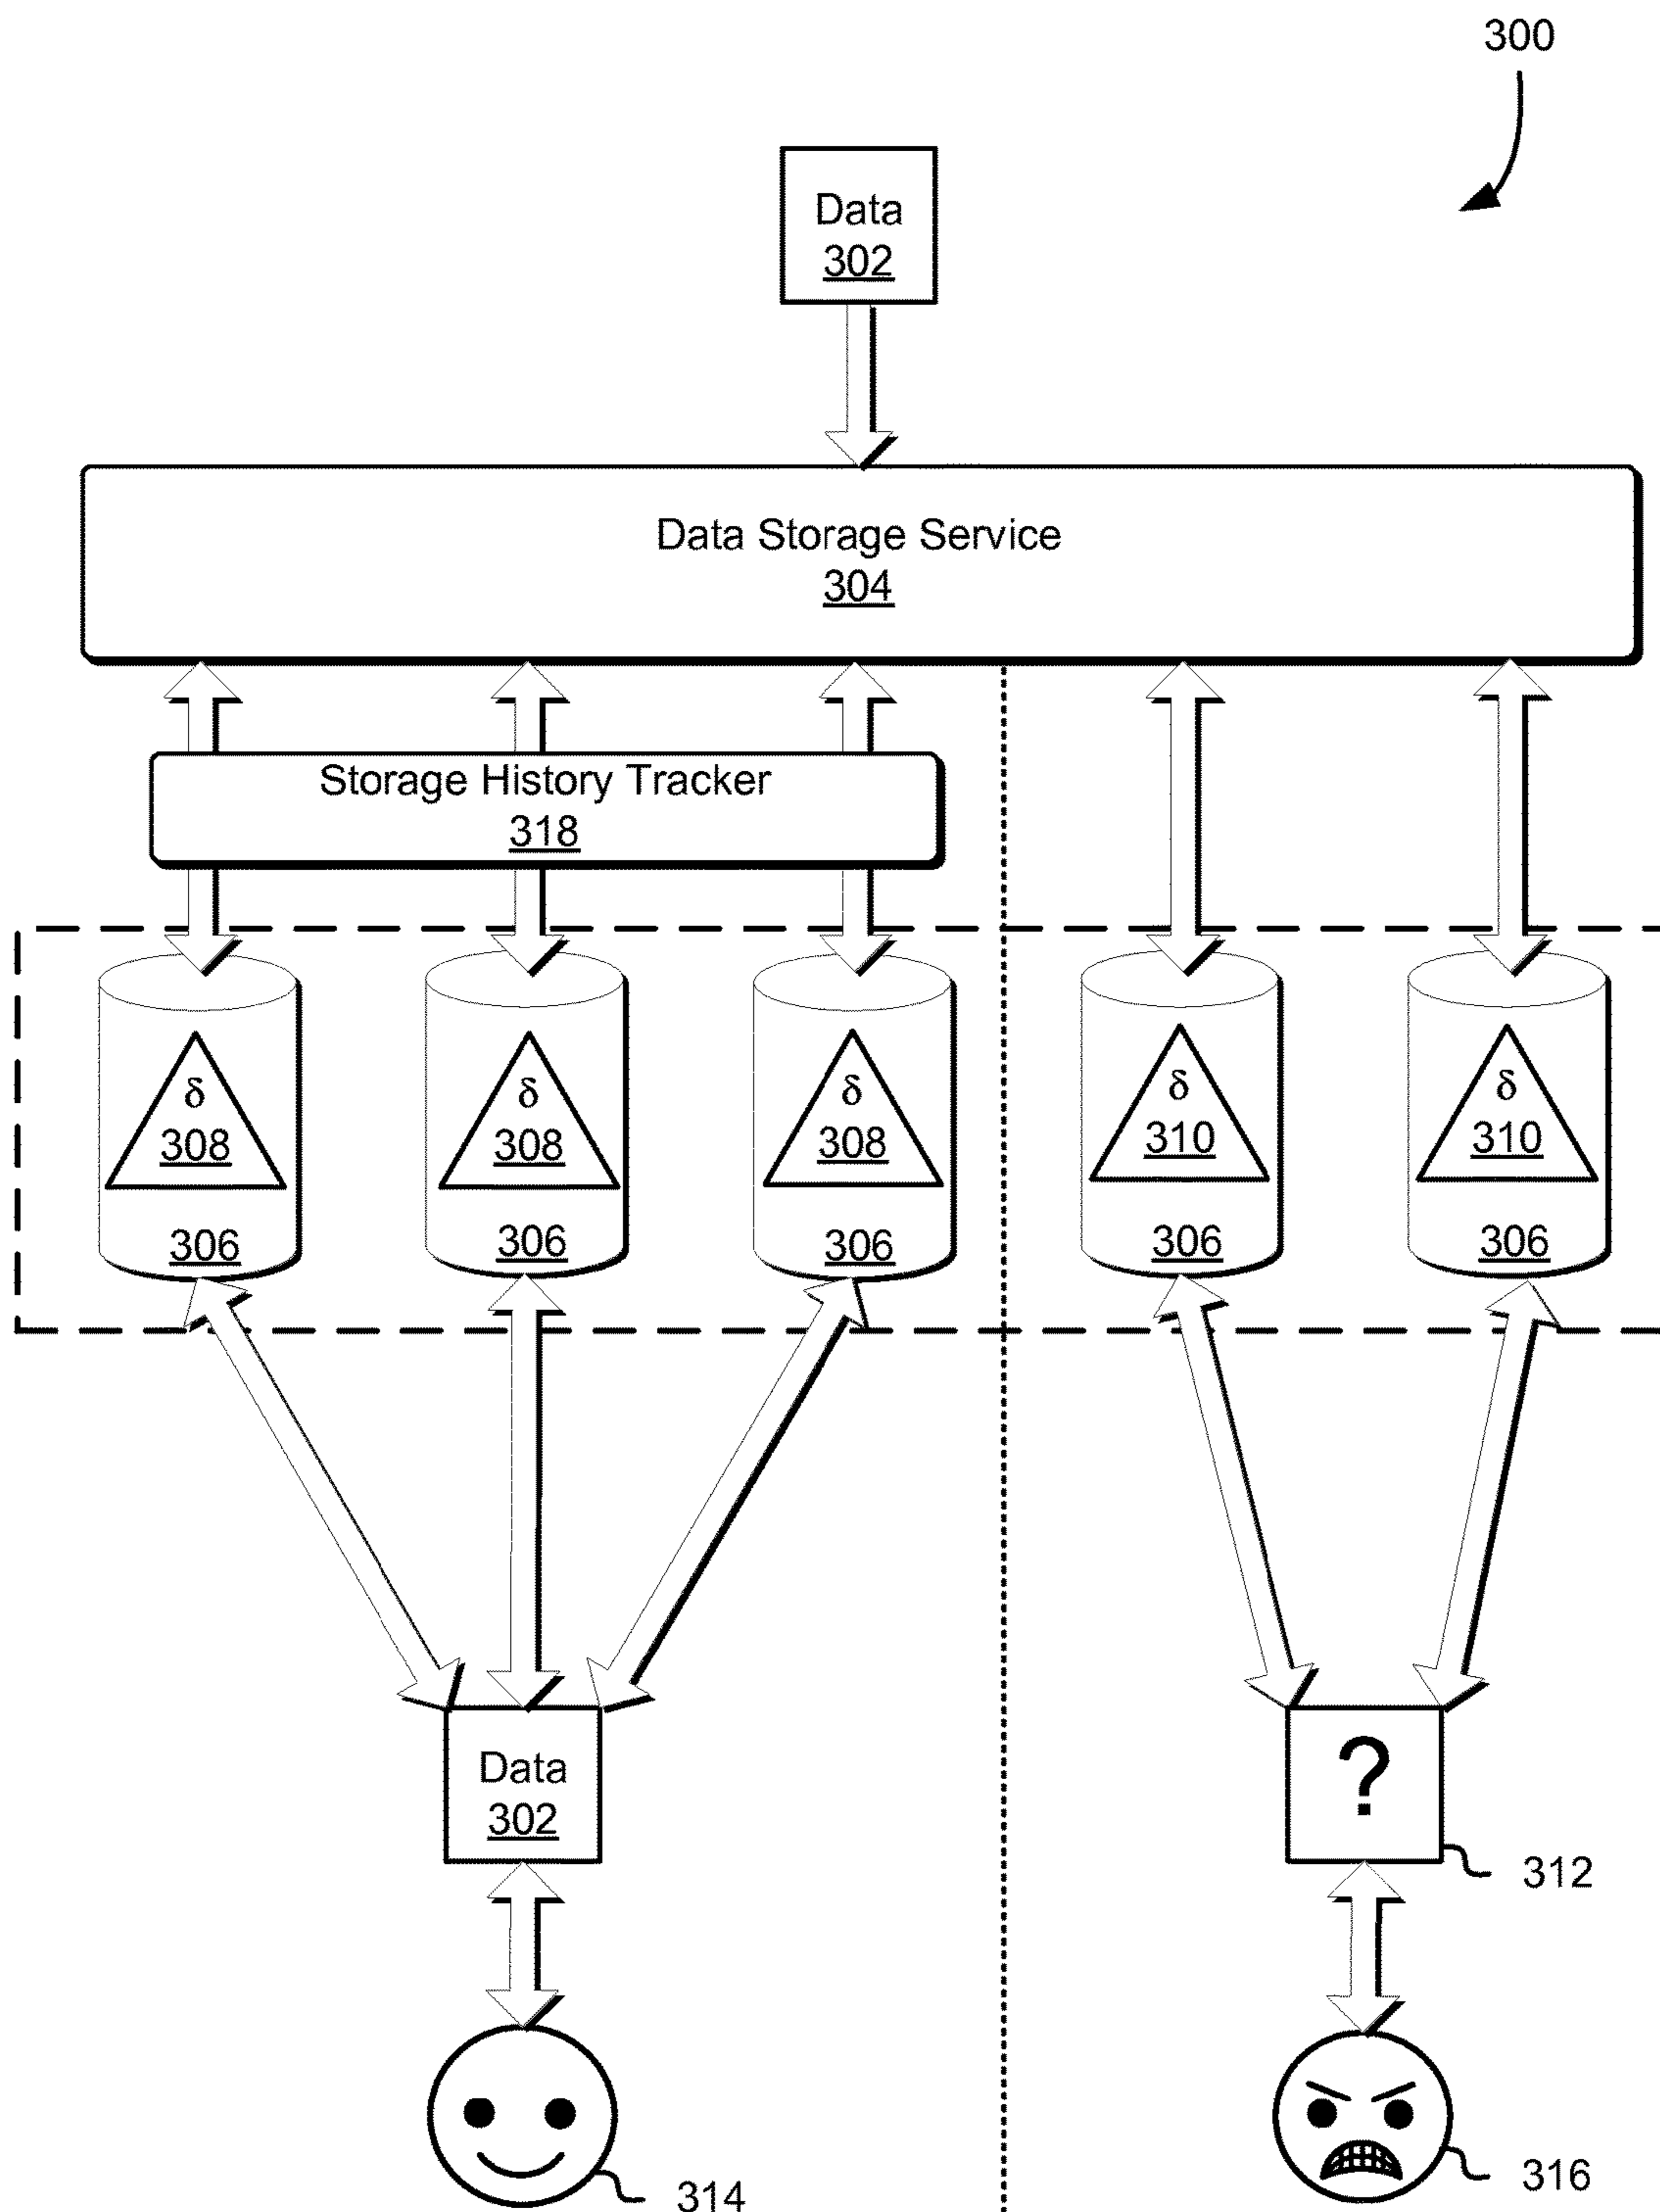 300
Data
302
Data Storage Service
304
Storage History Tracker
318
δ
308
306
δ
308
306
δ
308
306
δ
310
306
δ
310
306
Data
302
?
312
314
316